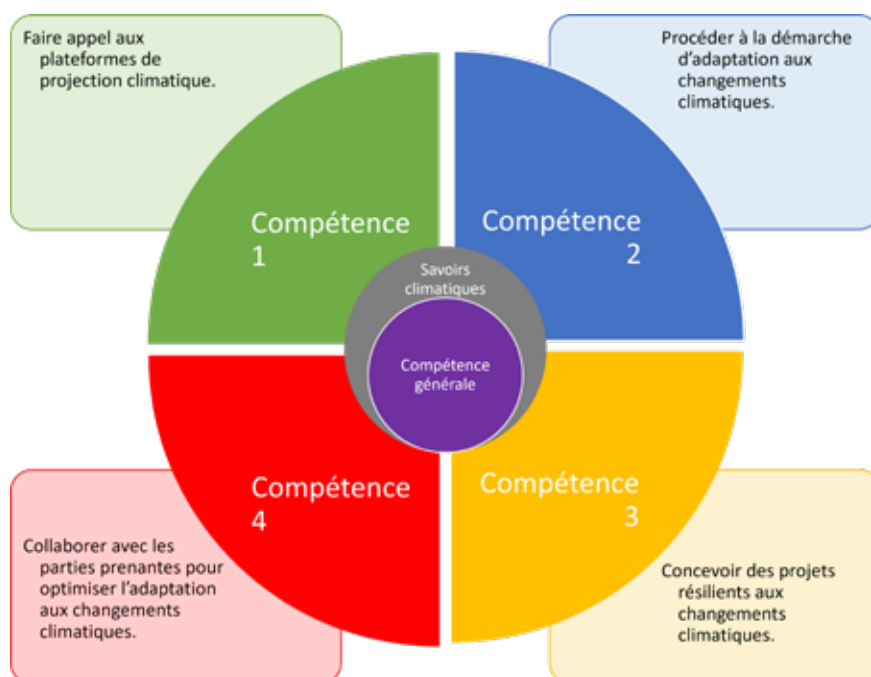 Faire appel aux
plateformes de
projection climatique.
Procéder à la démarche
d'adaptation aux
changements
climatiques.
Compétence
1
Compétence
2
Savoirs
climatiques
Compétence
générale
Compétence
4
Compétence
3
Collaborer avec les
parties prenantes pour
optimiser l'adaptation
aux changements
climatiques.
Concevoir des projets
résilients aux
changements
climatiques.